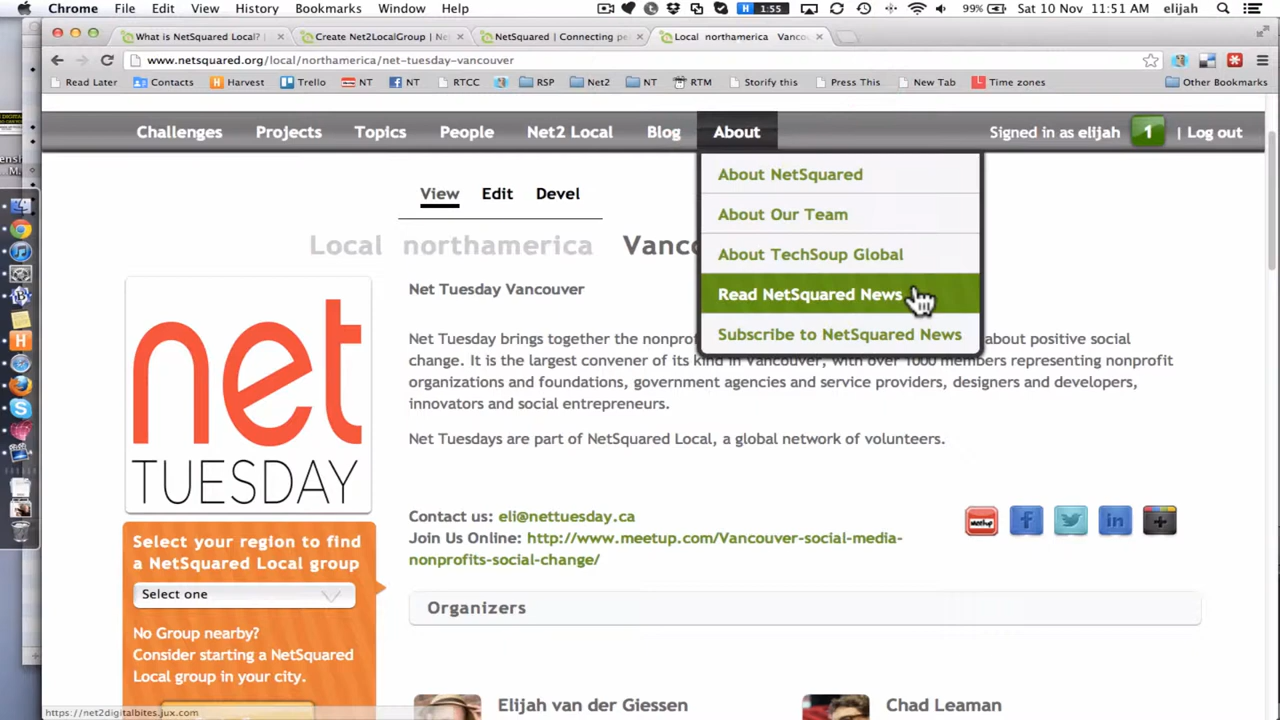 Chrome File Edit View History Bookmarks Window Help H 1:55 99% Sat 10 Nov 11:51 AM elijah
What is NetSquared Local? Create Net2LocalGroup | Ne NetSquared | Connecting pe Local northamerica Vanco
www.netsquared.org/local/northamerica/net-tuesday-vancouver
Read Later Contacts Harvest Trello NT NT RTCC RSP Net2 NT RTM Storify this Press This New Tab Time zones Other Bookmarks
Challenges Projects Topics People Net2 Local Blog About Signed in as elijah 1 | Log out
About NetSquared
About Our Team
About TechSoup Global
Read NetSquared News
Subscribe to NetSquared News
View Edit Devel
Local northamerica Vanco
net
TUESDAY
Net Tuesday Vancouver
Net Tuesday brings together the nonprof about positive social
change. It is the largest convener of its kind in Vancouver, with over 1000 members representing nonprofit
organizations and foundations, government agencies and service providers, designers and developers,
innovators and social entrepreneurs.
Net Tuesdays are part of NetSquared Local, a global network of volunteers.
Contact us: eli@nettuesday.ca
Join Us Online: http://www.meetup.com/Vancouver-social-media-
nonprofits-social-change/
Meetup f in +
Select your region to find
a NetSquared Local group
Select one
No Group nearby?
Consider starting a NetSquared
Local group in your city.
Organizers
Elijah van der Giessen Chad Leaman
https://net2digitalbites.jux.com